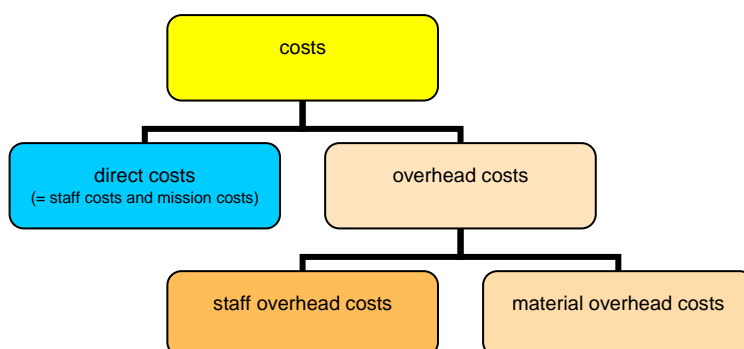 costs
direct costs
(= staff costs and mission costs)
overhead costs
staff overhead costs
material overhead costs